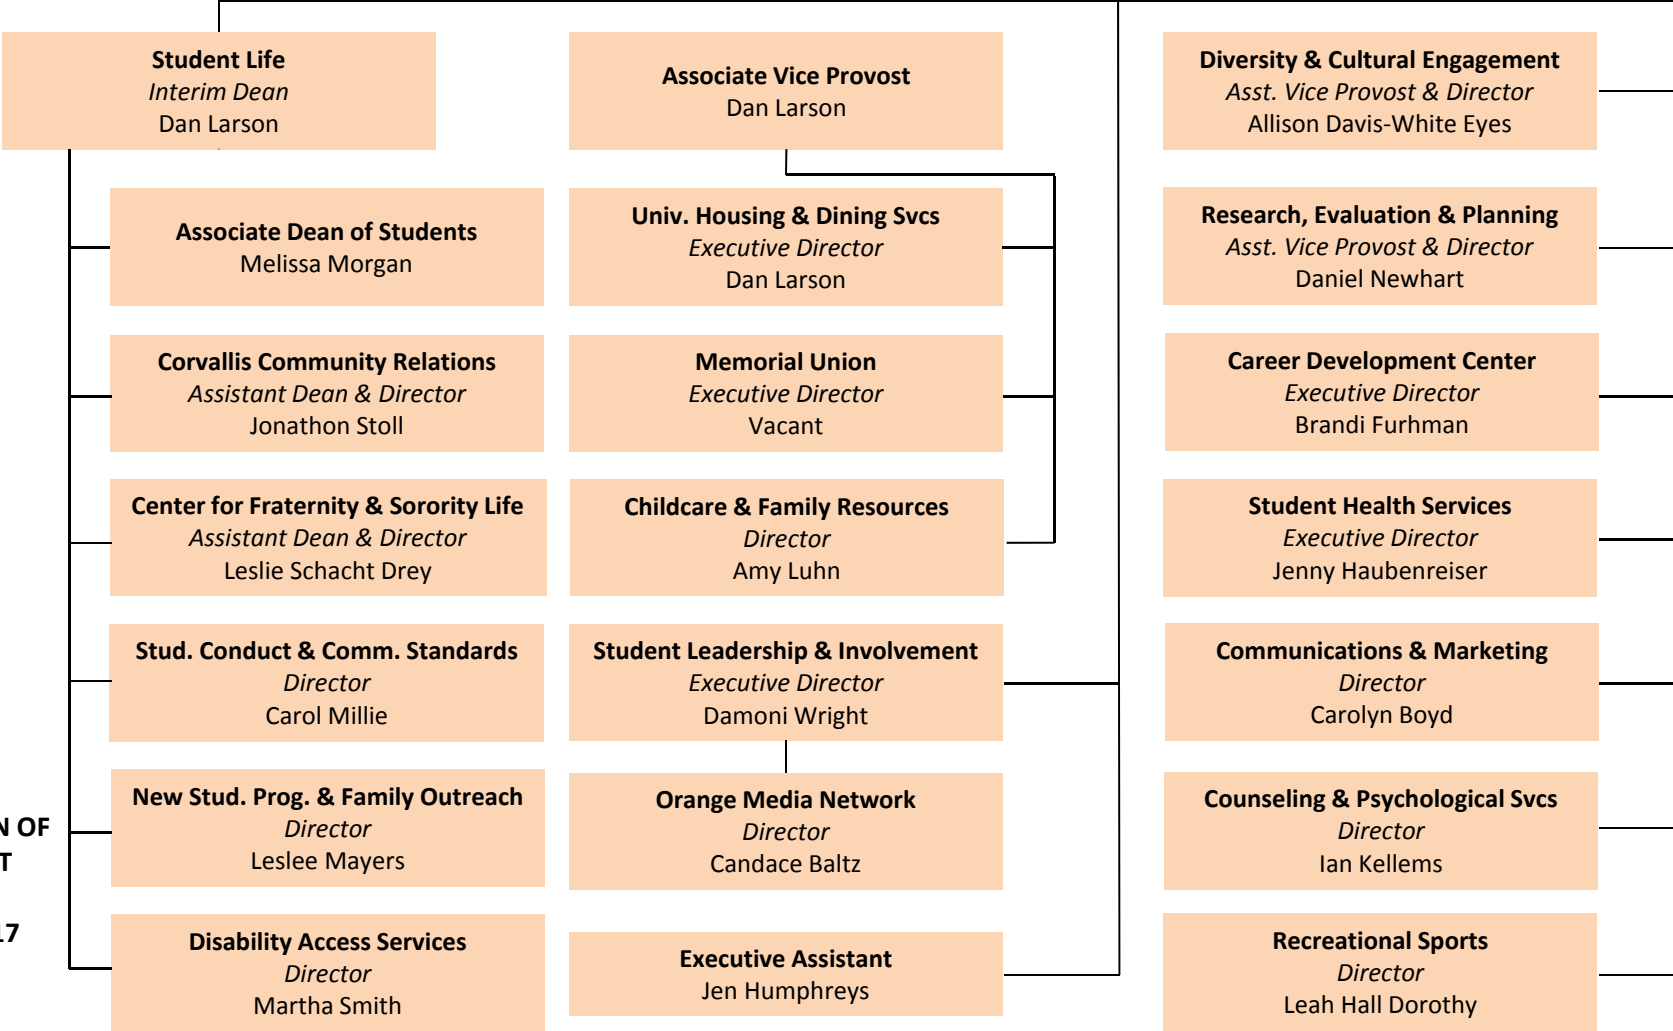 Student Life
Interim Dean
Dan Larson
Associate Dean of Students
Melissa Morgan
Corvallis Community Relations
Assistant Dean & Director
Jonathon Stoll
Center for Fraternity & Sorority Life
Assistant Dean & Director
Leslie Schacht Drey
Stud. Conduct & Comm. Standards
Director
Carol Millie
New Stud. Prog. & Family Outreach
Director
Leslee Mayers
Disability Access Services
Director
Martha Smith
N OF
T
17
Associate Vice Provost
Dan Larson
Univ. Housing & Dining Svcs
Executive Director
Dan Larson
Memorial Union
Executive Director
Vacant
Childcare & Family Resources
Director
Amy Luhn
Student Leadership & Involvement
Executive Director
Damoni Wright
Orange Media Network
Director
Candace Baltz
Executive Assistant
Jen Humphreys
Diversity & Cultural Engagement
Asst. Vice Provost & Director
Allison Davis-White Eyes
Research, Evaluation & Planning
Asst. Vice Provost & Director
Daniel Newhart
Career Development Center
Executive Director
Brandi Furhman
Student Health Services
Executive Director
Jenny Haubenreiser
Communications & Marketing
Director
Carolyn Boyd
Counseling & Psychological Svcs
Director
Ian Kellems
Recreational Sports
Director
Leah Hall Dorothy